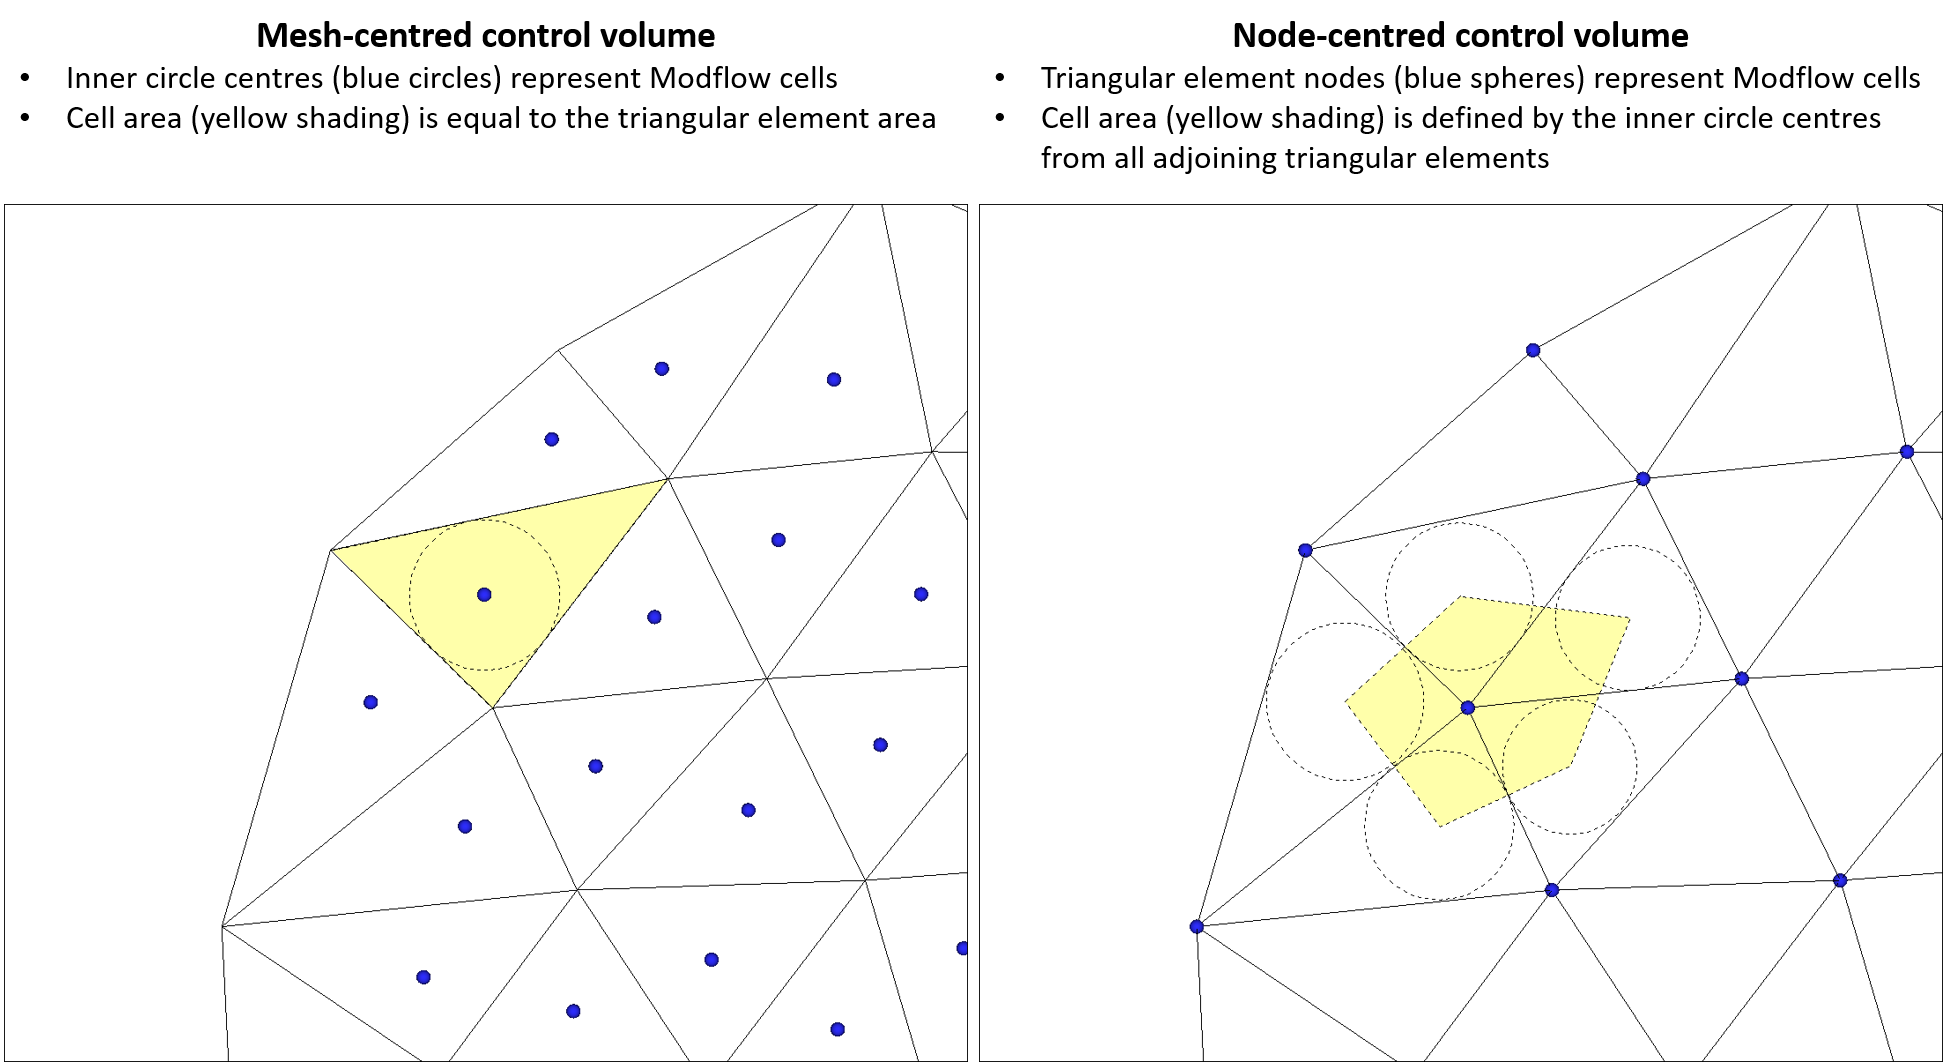 Mesh-centred control volume
• Inner circle centres (blue circles) represent Modflow cells
• Cell area (yellow shading) is equal to the triangular element area
Node-centred control volume
• Triangular element nodes (blue spheres) represent Modflow cells
• Cell area (yellow shading) is defined by the inner circle centres
from all adjoining triangular elements